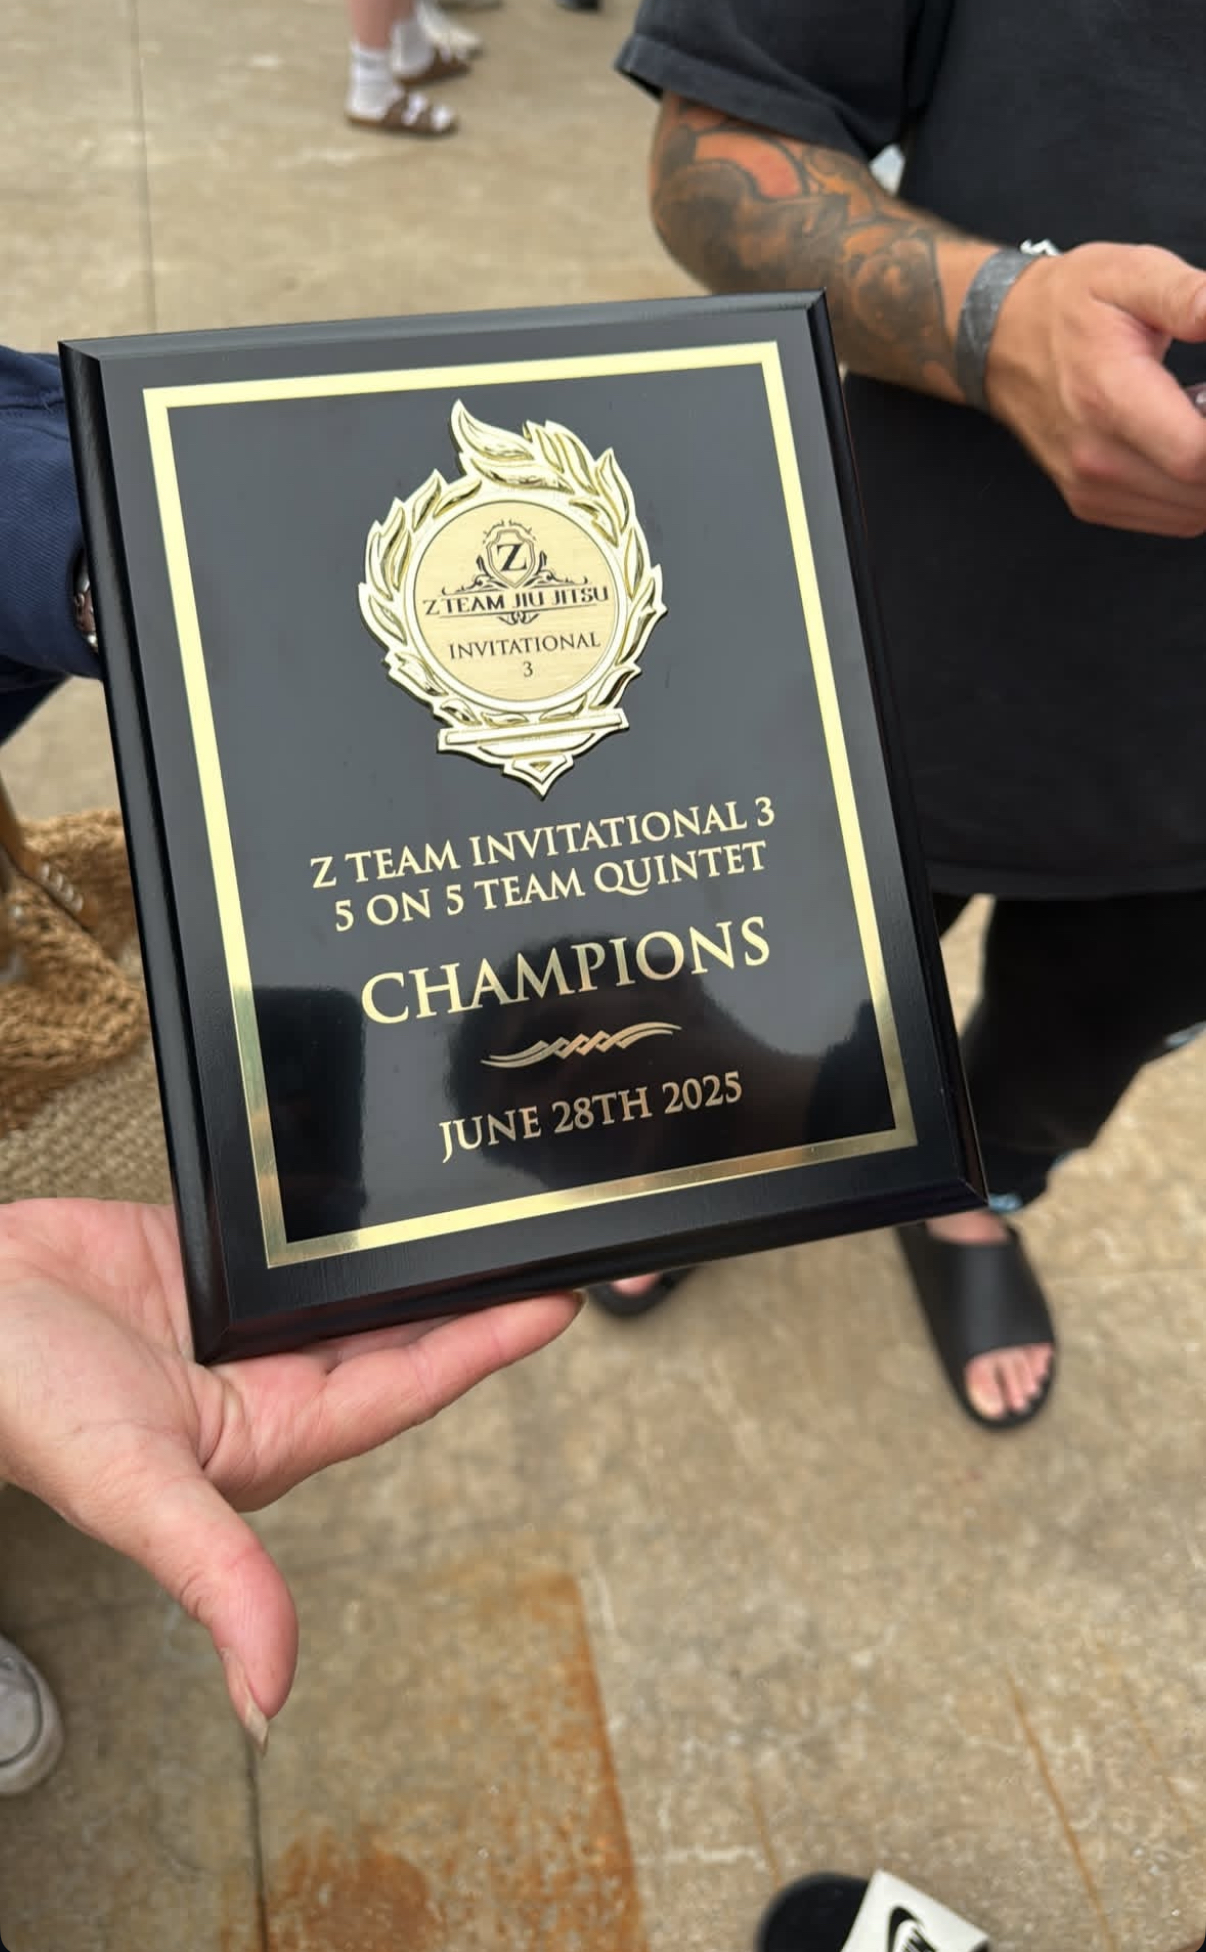 Z
Z TEAM JIU JITSU
INVITATIONAL
3
Z TEAM INVITATIONAL 3
5 ON 5 TEAM QUINTET
CHAMPIONS
JUNE 28TH 2025